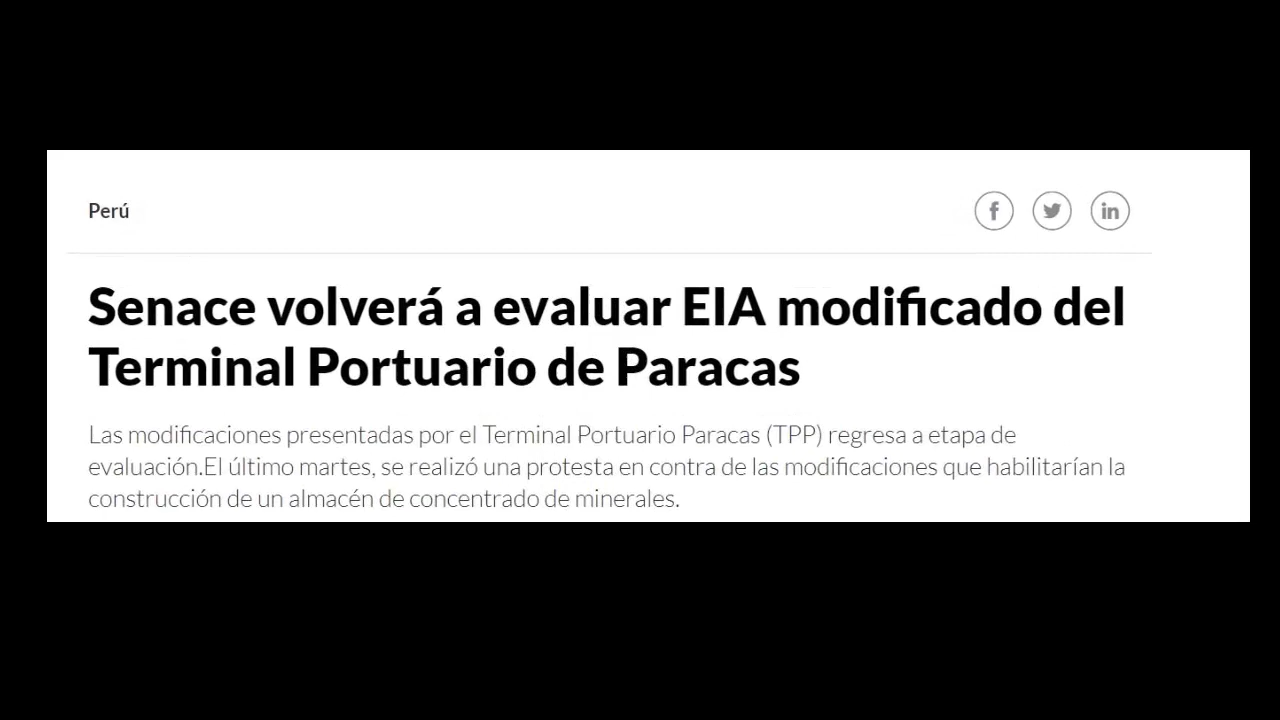 Perú
Senace volverá a evaluar EIA modificado del
Terminal Portuario de Paracas
Las modificaciones presentadas por el Terminal Portuario Paracas (TPP) regresa a etapa de
evaluación.El último martes, se realizó una protesta en contra de las modificaciones que habilitarían la
construcción de un almacén de concentrado de minerales.